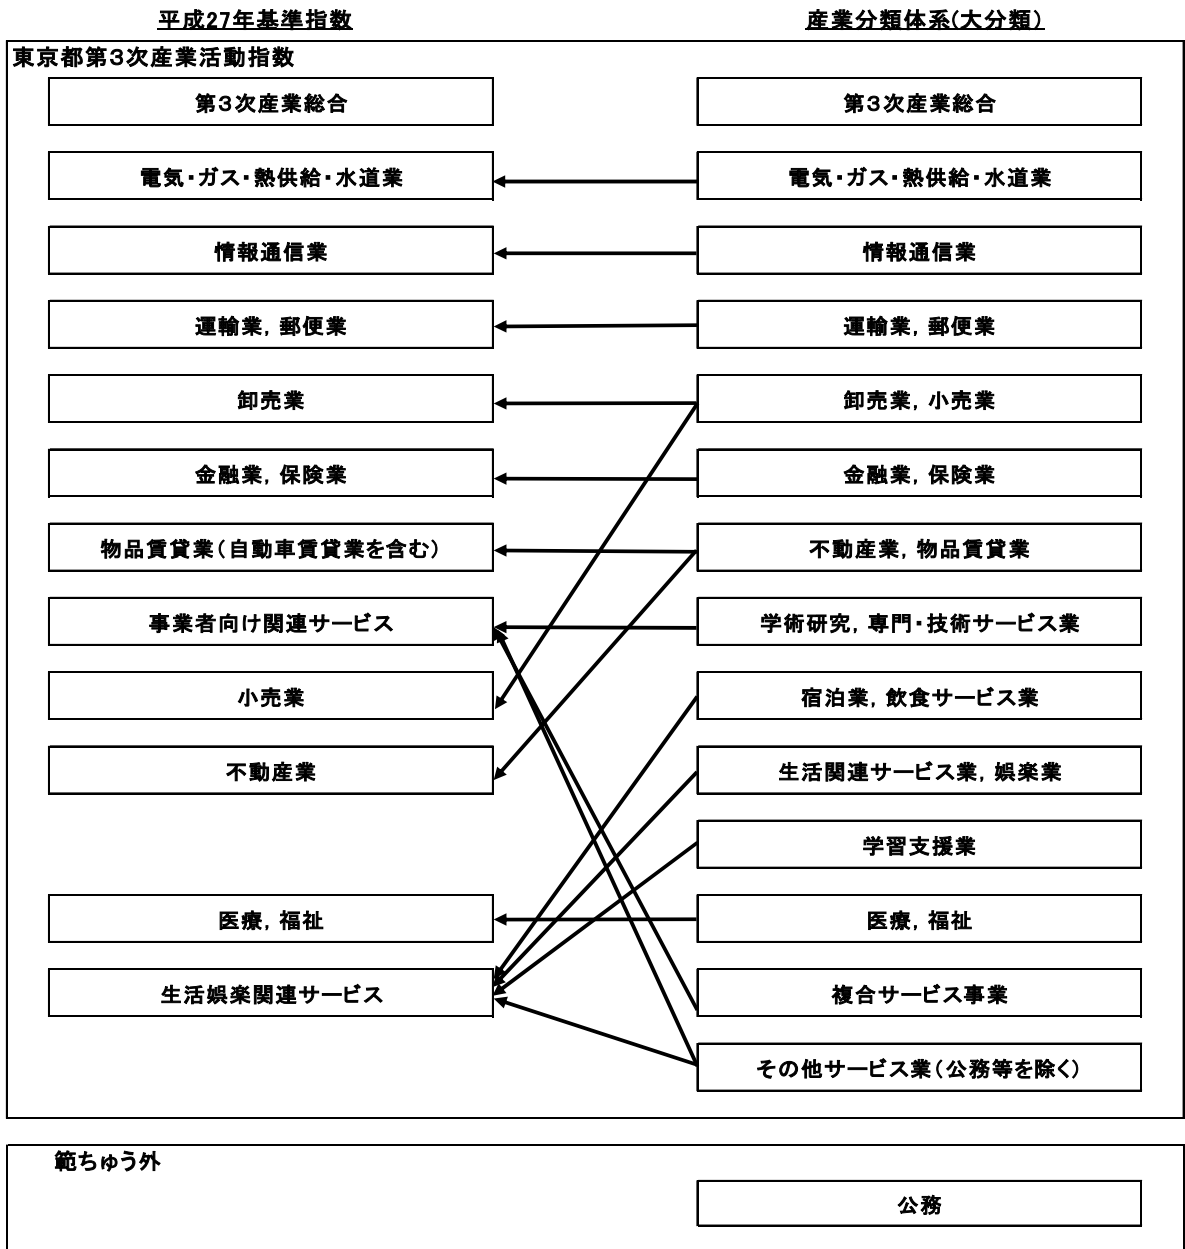 平成27年基準指数
産業分類体系(大分類)
東京都第3次産業活動指数
第3次産業総合
第3次産業総合
電気・ガス・熱供給・水道業
電気・ガス・熱供給・水道業
情報通信業
情報通信業
運輸業, 郵便業
運輸業, 郵便業
卸売業
卸売業, 小売業
金融業, 保険業
金融業, 保険業
物品賃貸業(自動車賃貸業を含む)
不動産業, 物品賃貸業
事業者向け関連サービス
学術研究, 専門・技術サービス業
小売業
宿泊業, 飲食サービス業
不動産業
生活関連サービス業, 娯楽業
学習支援業
医療, 福祉
医療, 福祉
生活娯楽関連サービス
複合サービス事業
その他サービス業(公務等を除く)
範ちゅう外
公務